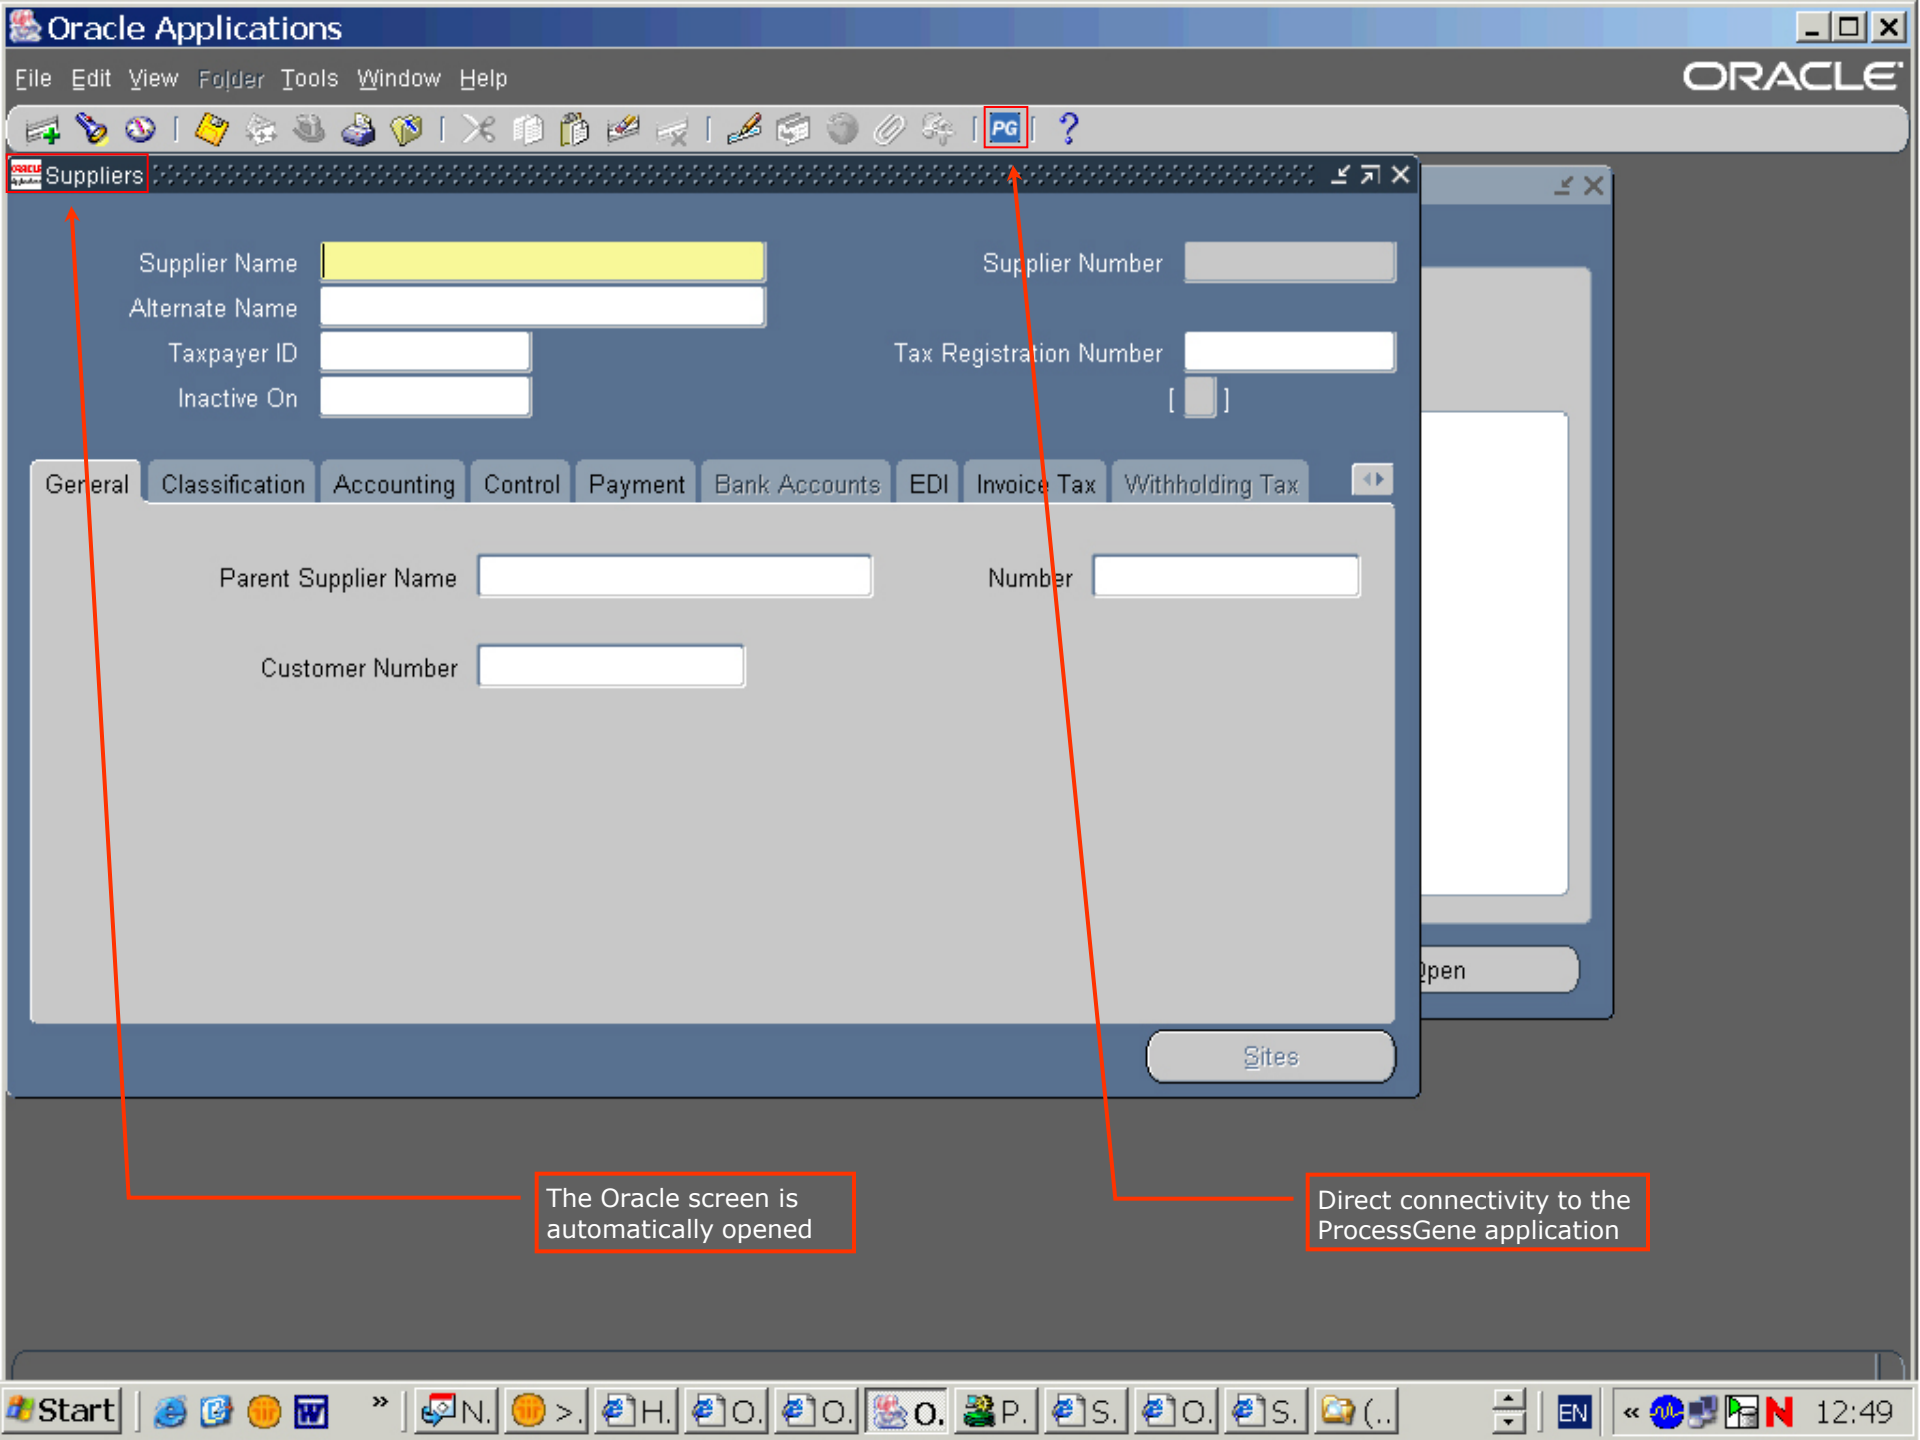 Oracle Applications
File Edit View Folder Tools Window Help
ORACLE
PG ?
Suppliers
Supplier Name
Supplier Number
Alternate Name
Taxpayer ID
Tax Registration Number
Inactive On
[ ]
General Classification Accounting Control Payment Bank Accounts EDI Invoice Tax Withholding Tax
Parent Supplier Name
Number
Customer Number
Open
Sites
The Oracle screen is
automatically opened
Direct connectivity to the
ProcessGene application
Start » N. >. H. O. O. O. P. S. O. S. (.. EN « N 12:49